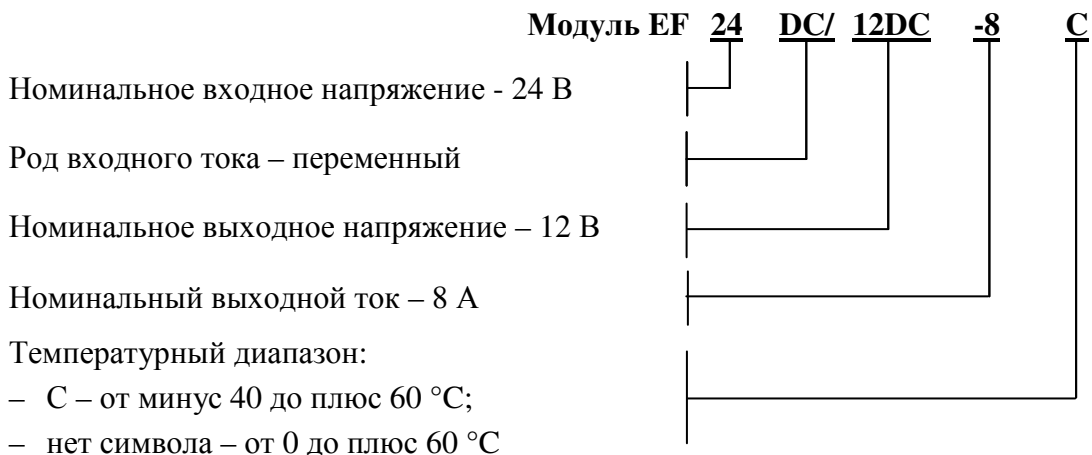 Модуль EF 24 DC/ 12DC -8 С
Номинальное входное напряжение - 24 В
Род входного тока – переменный
Номинальное выходное напряжение – 12 В
Номинальный выходной ток – 8 А
Температурный диапазон:
– С – от минус 40 до плюс 60 °С;
– нет символа – от 0 до плюс 60 °С